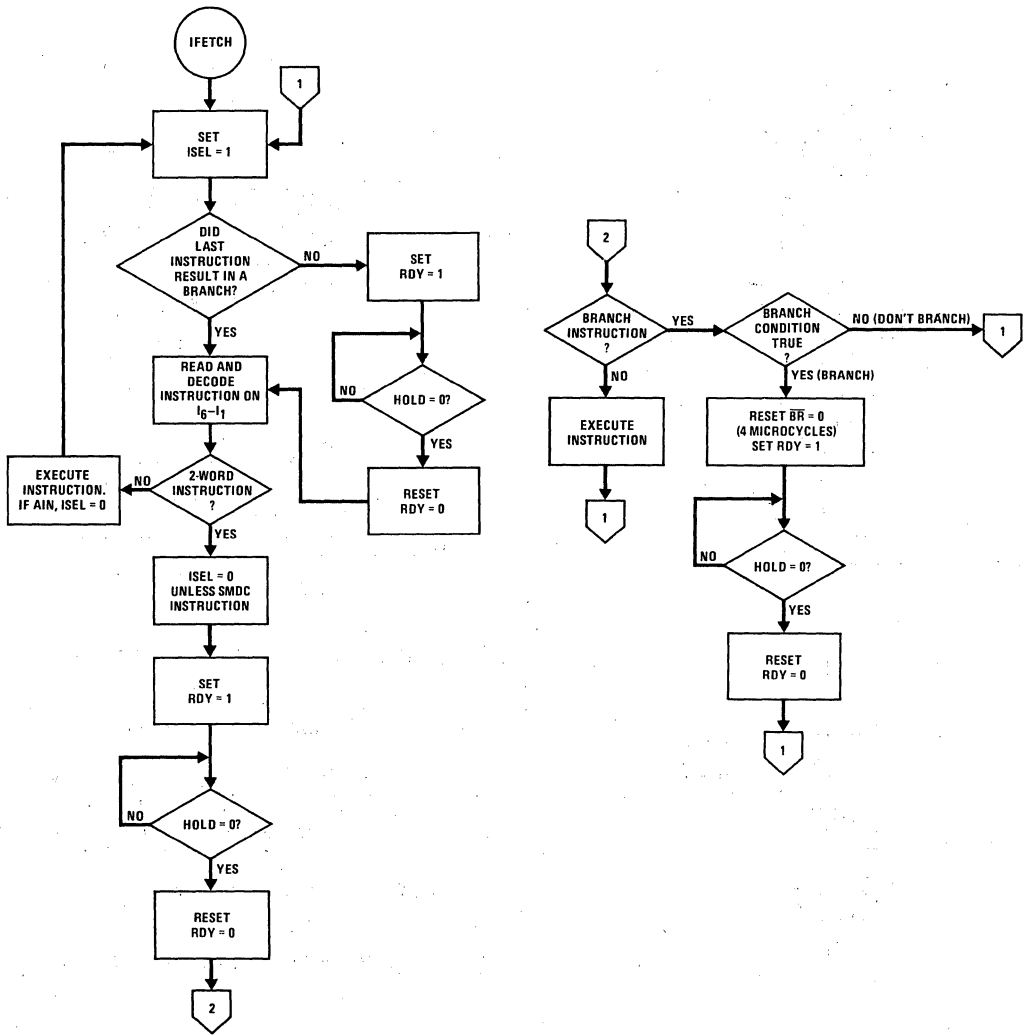 IFETCH
1
SET
ISEL = 1
DID
LAST
INSTRUCTION
RESULT IN A
BRANCH?
NO
SET
RDY = 1
YES
READ AND
DECODE
INSTRUCTION ON
I6–I1
NO
HOLD = 0?
YES
RESET
RDY = 0
2-WORD
INSTRUCTION
?
NO
EXECUTE
INSTRUCTION.
IF AIN, ISEL = 0
YES
ISEL = 0
UNLESS SMDC
INSTRUCTION
SET
RDY = 1
NO
HOLD = 0?
YES
RESET
RDY = 0
2
2
BRANCH
INSTRUCTION
?
YES
BRANCH
CONDITION
TRUE
?
NO (DON'T BRANCH)
1
NO
EXECUTE
INSTRUCTION
1
YES (BRANCH)
RESET B̅R̅ = 0
(4 MICROCYCLES)
SET RDY = 1
NO
HOLD = 0?
YES
RESET
RDY = 0
1